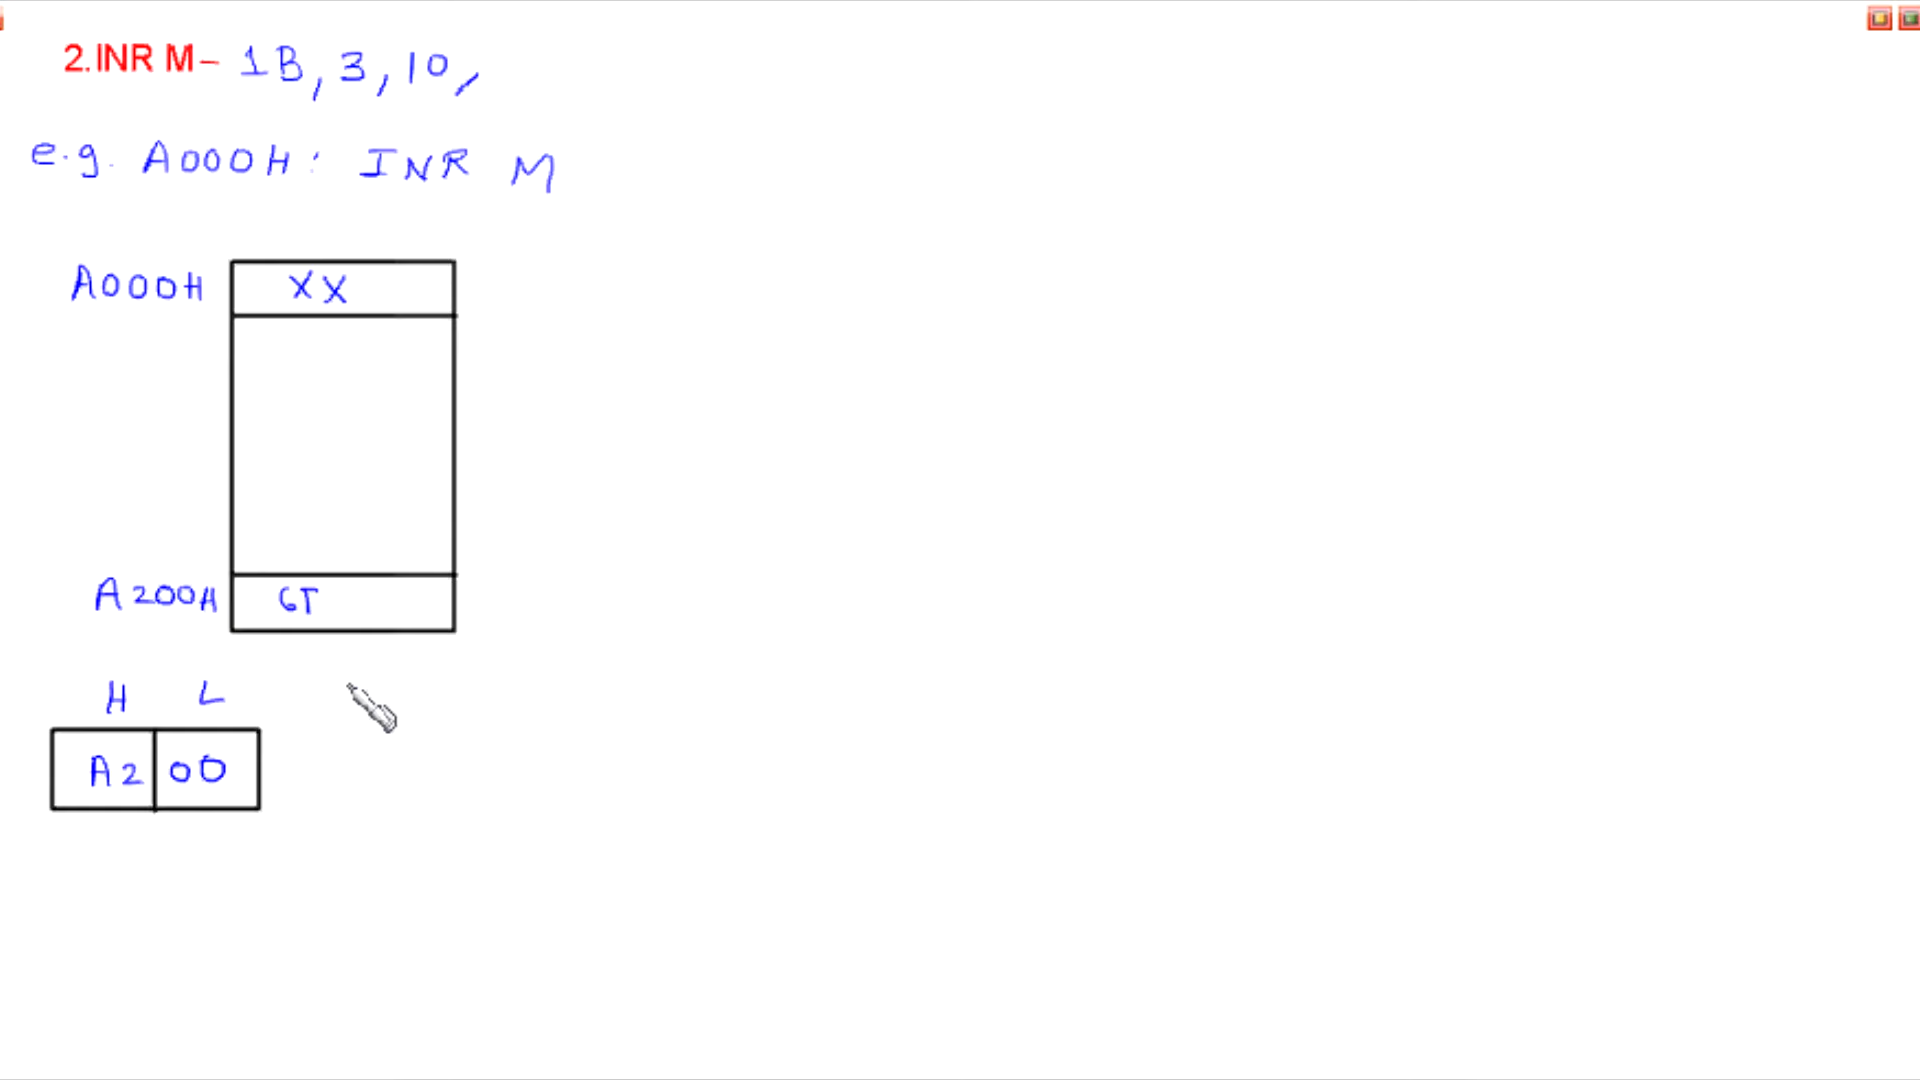 2.INR M- 1B, 3, 10,
e.g. A000H: INR M
A000H XX
A200H 6T
H L
A2 00